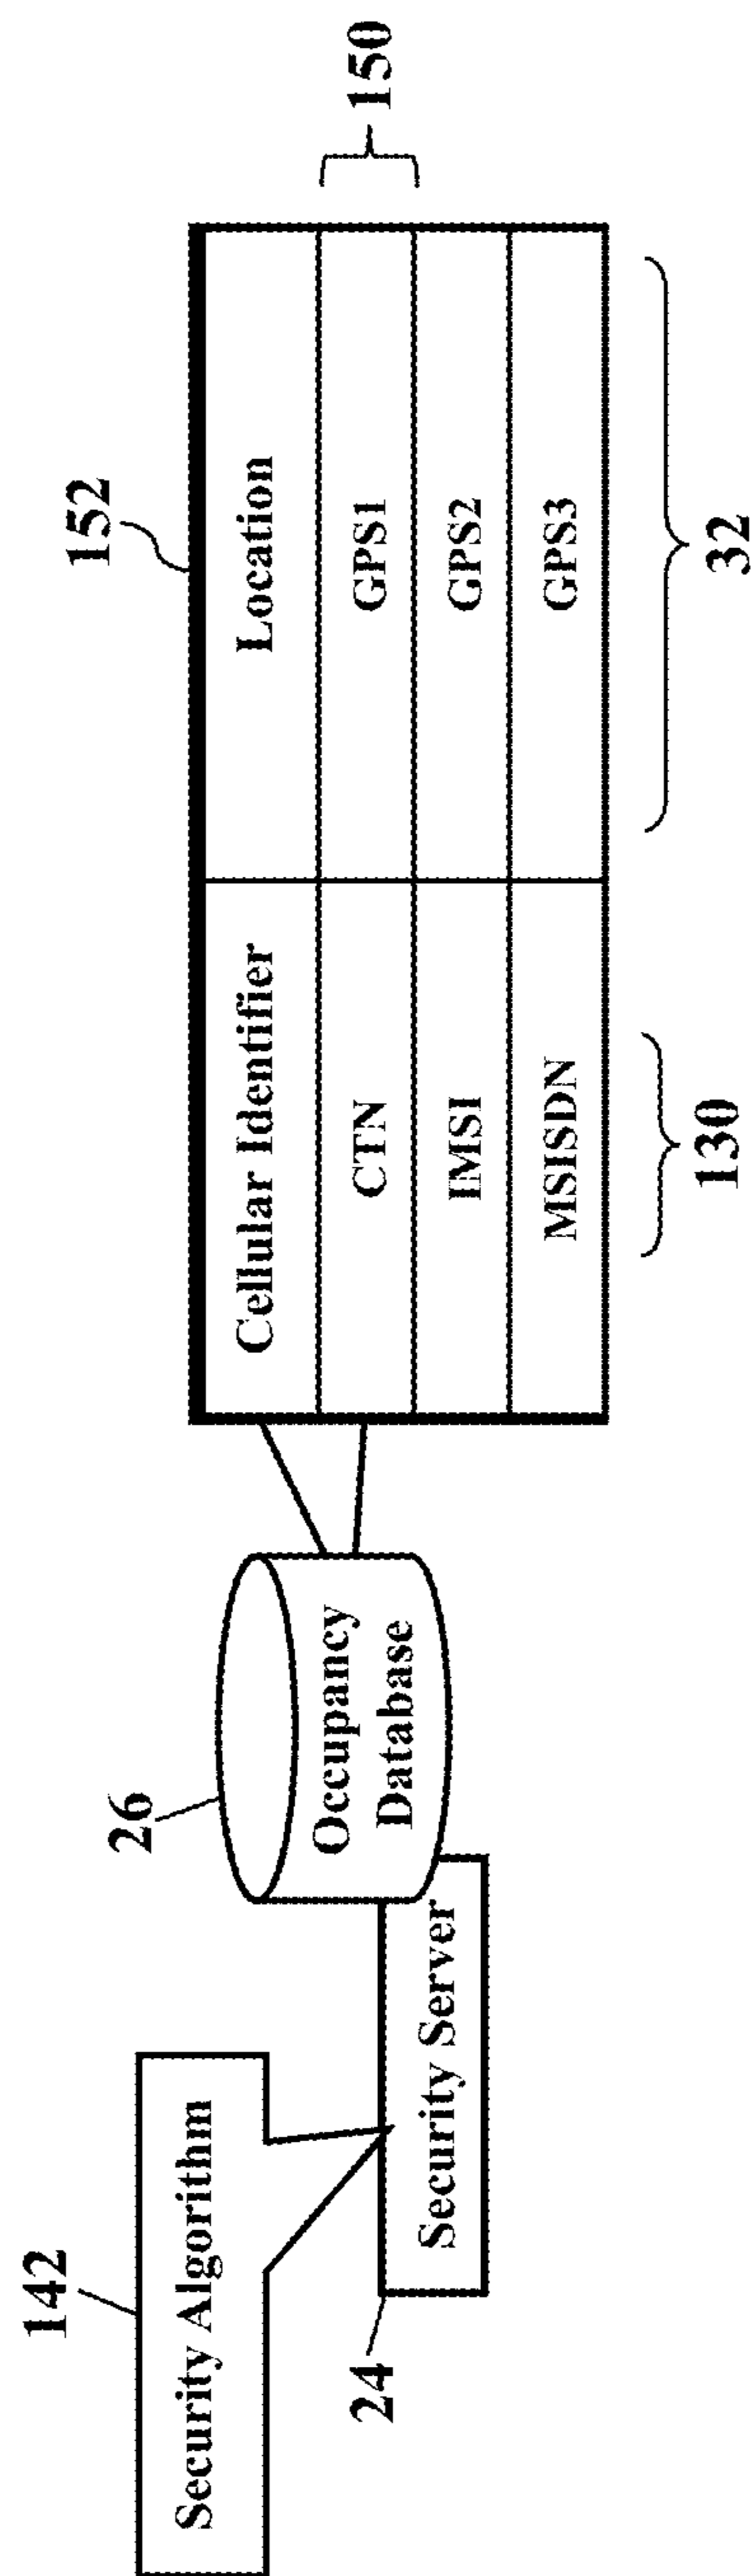 142
Security Algorithm
24
Security Server
26
Occupancy
Database
152
Cellular Identifier Location
CTN GPS1
IMSI GPS2
MSISDN GPS3
150
130
32